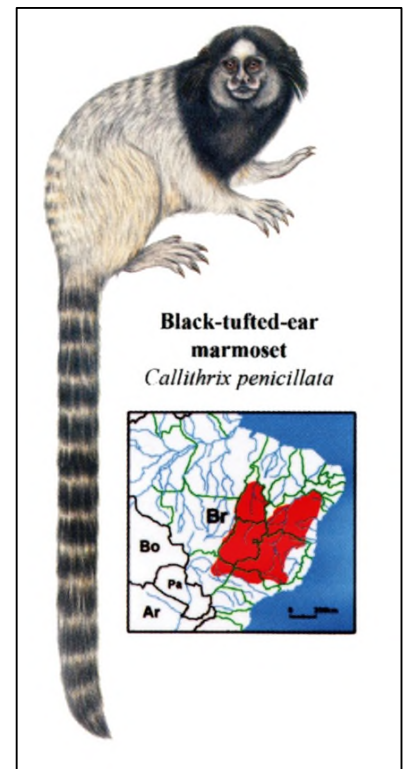 Black-tufted-ear
marmoset
Callithrix penicillata
Br
Bo
Pa
Ar